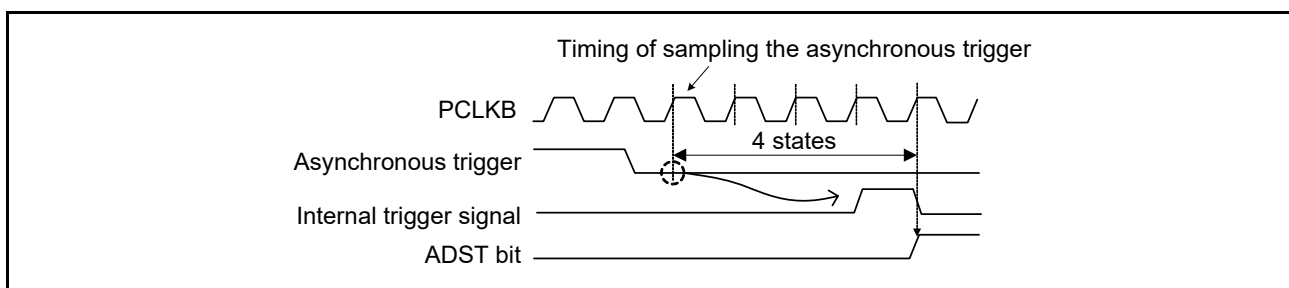 Timing of sampling the asynchronous trigger
PCLKB
4 states
Asynchronous trigger
Internal trigger signal
ADST bit